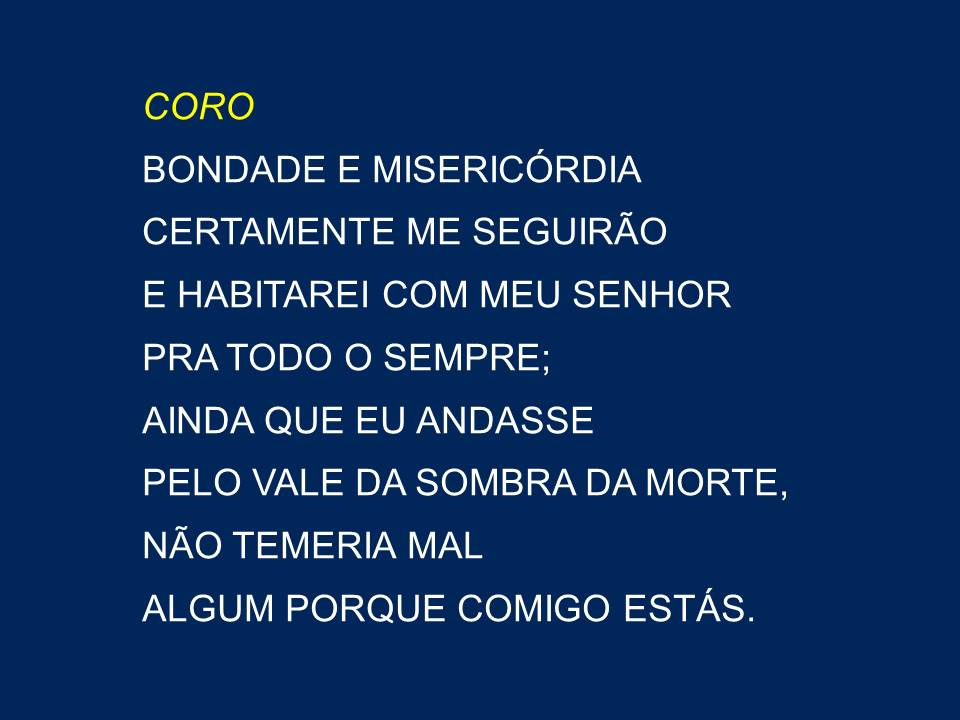 CORO
BONDADE E MISERICÓRDIA
CERTAMENTE ME SEGUIRÃO
E HABITAREI COM MEU SENHOR
PRA TODO O SEMPRE;
AINDA QUE EU ANDASSE
PELO VALE DA SOMBRA DA MORTE,
NÃO TEMERIA MAL
ALGUM PORQUE COMIGO ESTÁS.